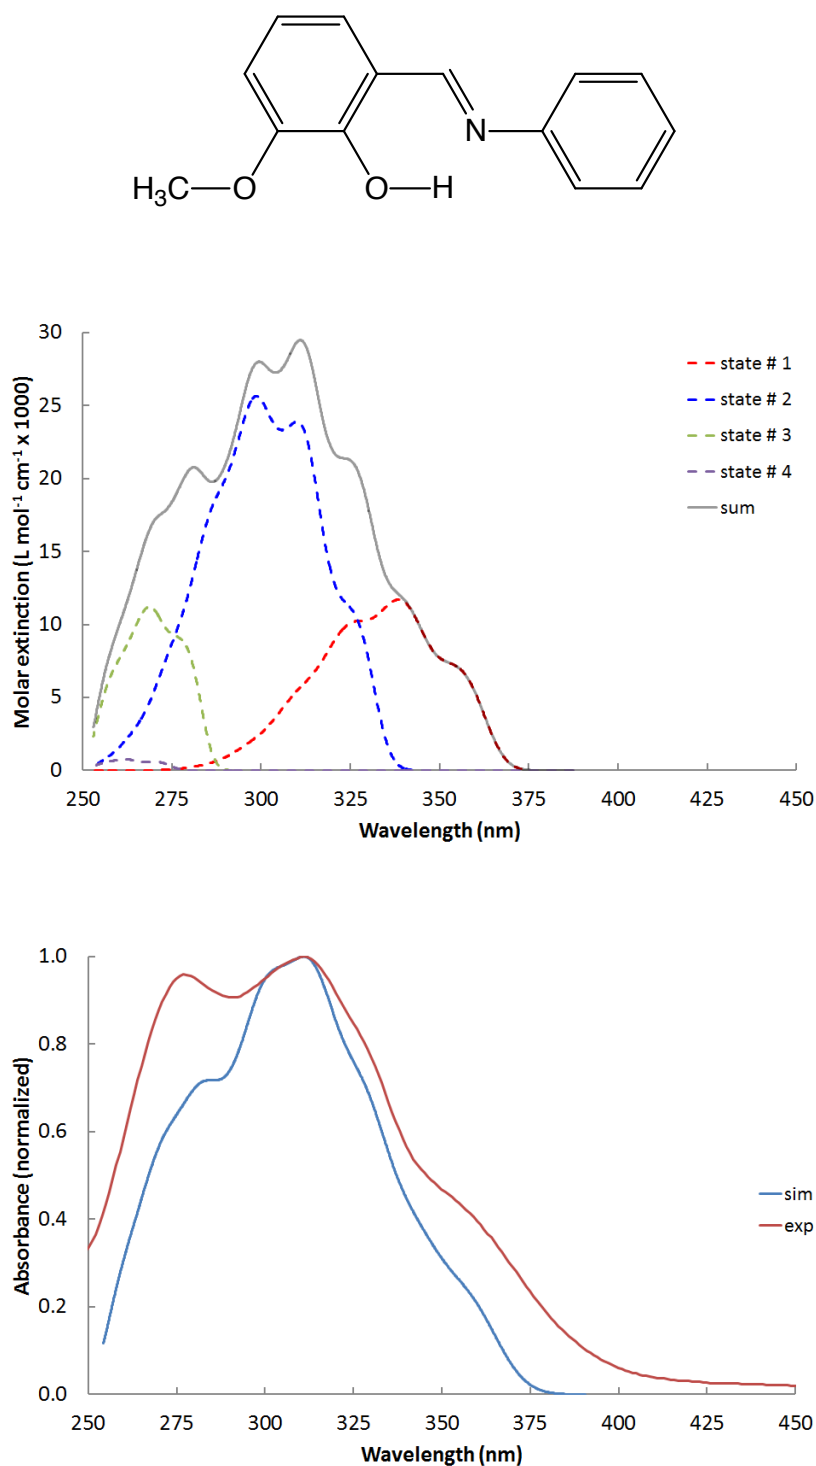 N
H₃C O O H
30
25
20
15
10
5
0
Molar extinction (L mol⁻¹ cm⁻¹ x 1000)
state # 1
state # 2
state # 3
state # 4
sum
250 275 300 325 350 375 400 425 450
Wavelength (nm)
1.0
0.8
0.6
0.4
0.2
0.0
Absorbance (normalized)
sim
exp
250 275 300 325 350 375 400 425 450
Wavelength (nm)